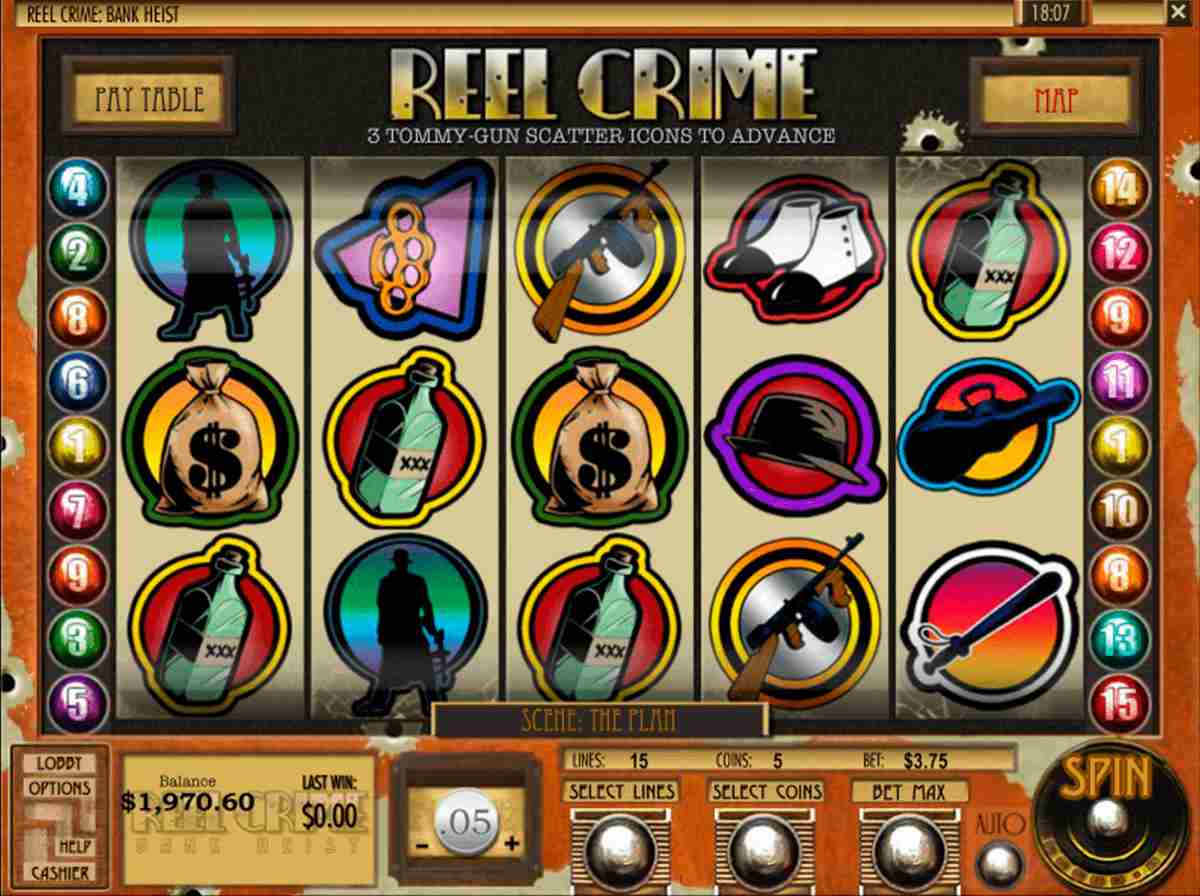 REEL CRIME: BANK HEIST
18:07
X
PAY TABLE
REEL CRIME
MAP
3 TOMMY-GUN SCATTER ICONS TO ADVANCE
4
2
8
6
1
7
9
3
5
XXX
$
XXX
$
XXX
XXX
14
12
9
11
1
10
8
13
15
SCENE: THE PLAN
LOBBY
OPTIONS
HELP
CASHIER
Balance
$1,970.60
LAST WIN:
$0.00
REEL CRIME
BANK HEIST
.05
- +
LINES: 15 COINS: 5 BET: $3.75
SELECT LINES SELECT COINS BET MAX
AUTO
SPIN